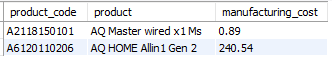 product_code product manufacturing_cost
A2118150101 AQ Master wired x1 Ms 0.89
A6120110206 AQ HOME Allin1 Gen 2 240.54